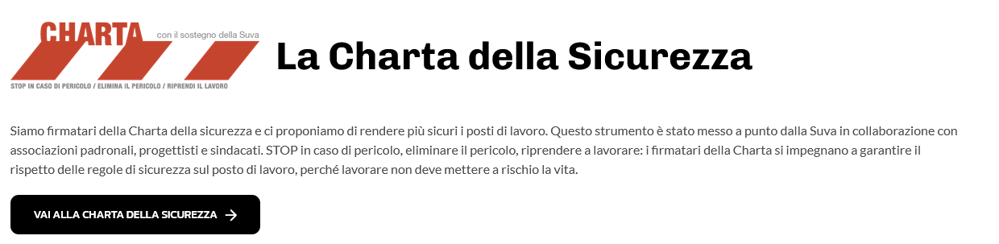 CHARTA
con il sostegno della Suva
STOP IN CASO DI PERICOLO / ELIMINA IL PERICOLO / RIPRENDI IL LAVORO
La Charta della Sicurezza
Siamo firmatari della Charta della sicurezza e ci proponiamo di rendere più sicuri i posti di lavoro. Questo strumento è stato messo a punto dalla Suva in collaborazione con
associazioni padronali, progettisti e sindacati. STOP in caso di pericolo, eliminare il pericolo, riprendere a lavorare: i firmatari della Charta si impegnano a garantire il
rispetto delle regole di sicurezza sul posto di lavoro, perché lavorare non deve mettere a rischio la vita.
VAI ALLA CHARTA DELLA SICUREZZA →